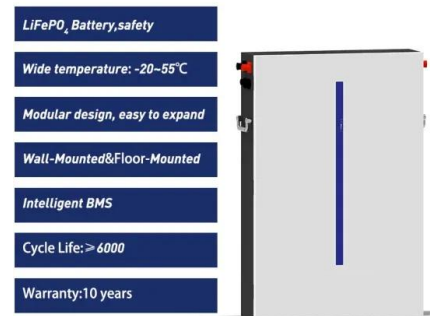 LiFePO₄ Battery,safety
Wide temperature: -20~55℃
Modular design, easy to expand
Wall-Mounted&Floor-Mounted
Intelligent BMS
Cycle Life:≥6000
Warranty:10 years